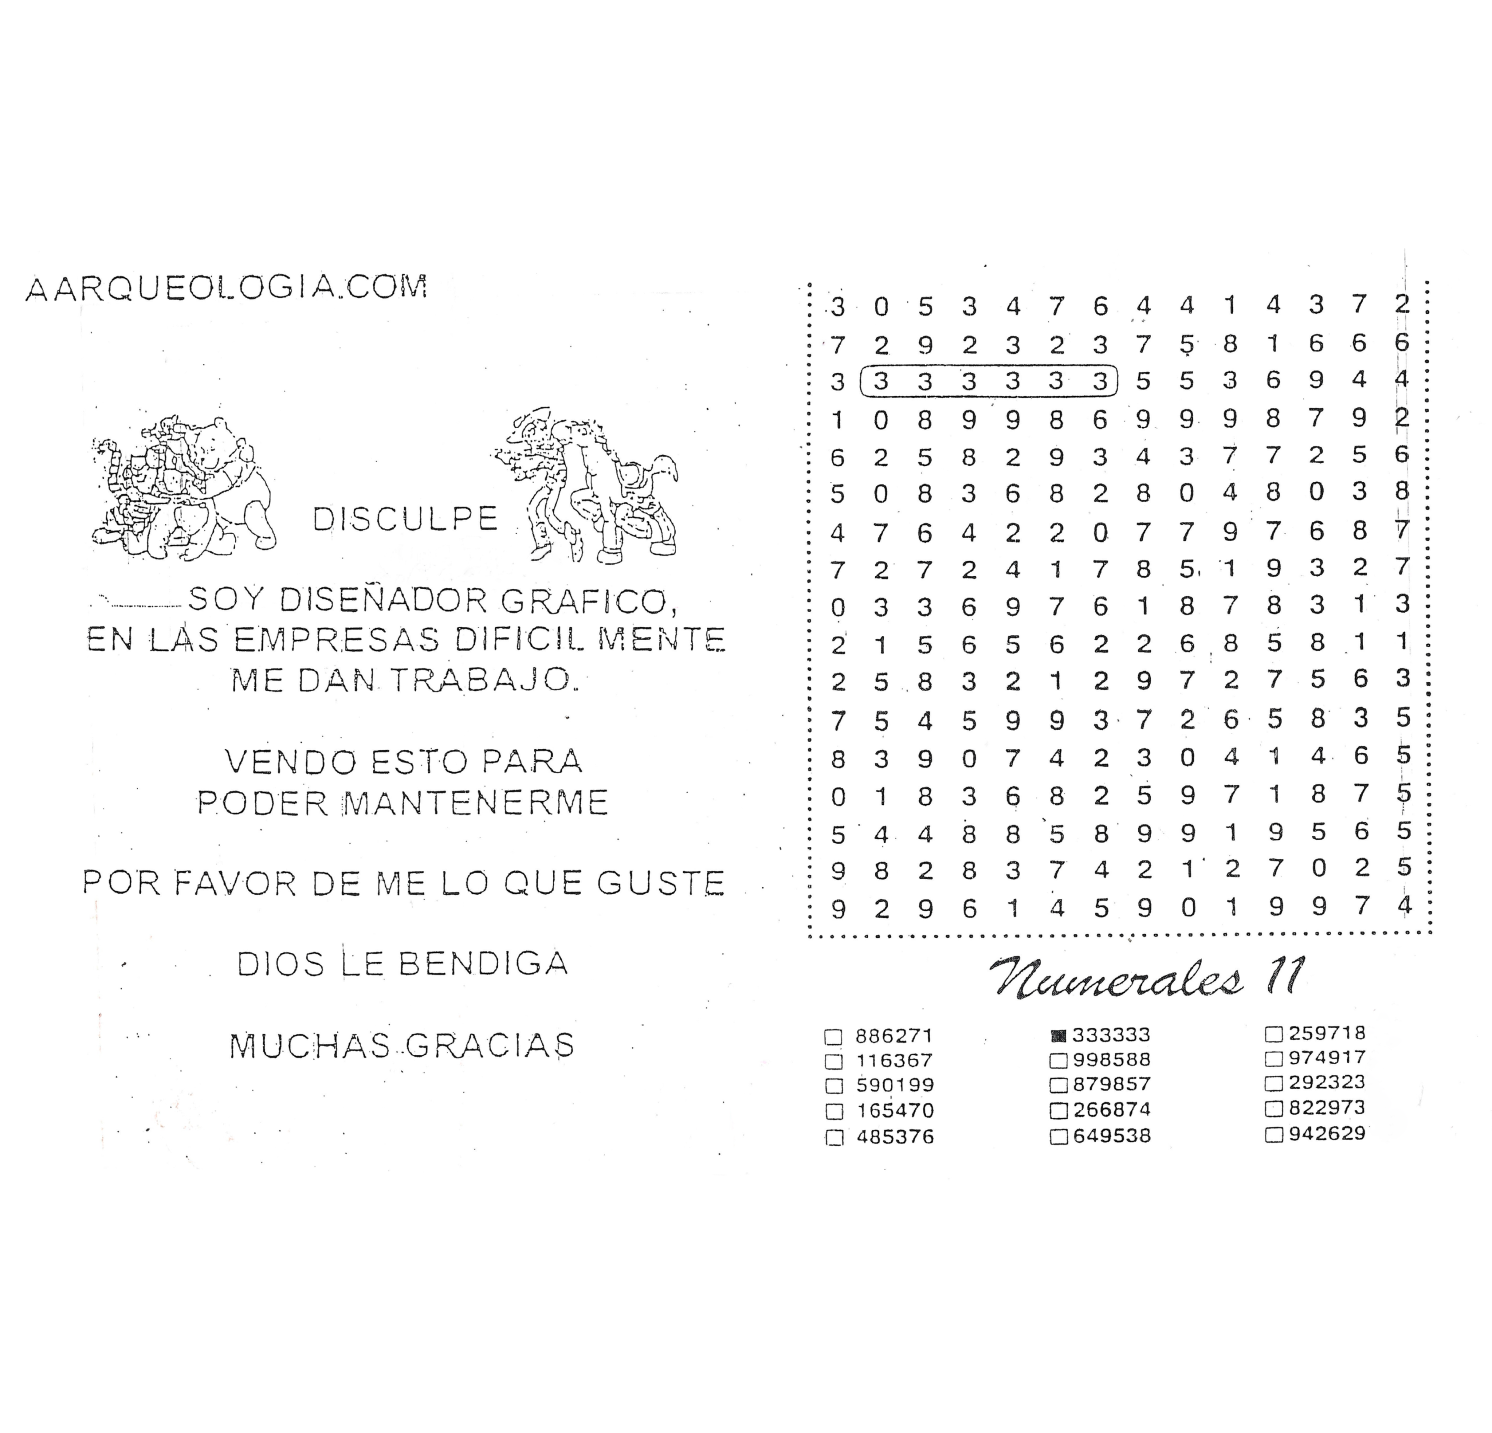 AARQUEOLOGIA.COM
DISCULPE
SOY DISEÑADOR GRAFICO,
EN LAS EMPRESAS DIFICIL MENTE
ME DAN TRABAJO.
VENDO ESTO PARA
PODER MANTENERME
POR FAVOR DE ME LO QUE GUSTE
DIOS LE BENDIGA
MUCHAS GRACIAS
3 0 5 3 4 7 6 4 4 1 4 3 7 2
7 2 9 2 3 2 3 7 5 8 1 6 6 6
3 3 3 3 3 3 3 5 5 3 6 9 4 4
1 0 8 9 9 8 6 9 9 9 8 7 9 2
6 2 5 8 2 9 3 4 3 7 7 2 5 6
5 0 8 3 6 8 2 8 0 4 8 0 3 8
4 7 6 4 2 2 0 7 7 9 7 6 8 7
7 2 7 2 4 1 7 8 5 1 9 3 2 7
0 3 3 6 9 7 6 1 8 7 8 3 1 3
2 1 5 6 5 6 2 2 6 8 5 8 1 1
2 5 8 3 2 1 2 9 7 2 7 5 6 3
7 5 4 5 9 9 3 7 2 6 5 8 3 5
8 3 9 0 7 4 2 3 0 4 1 4 6 5
0 1 8 3 6 8 2 5 9 7 1 8 7 5
5 4 4 8 8 5 8 9 9 1 9 5 6 5
9 8 2 8 3 7 4 2 1 2 7 0 2 5
9 2 9 6 1 4 5 9 0 1 9 9 7 4
Numerales 11
□ 886271 ■ 333333 □ 259718
□ 116367 □ 998588 □ 974917
□ 590199 □ 879857 □ 292323
□ 165470 □ 266874 □ 822973
□ 485376 □ 649538 □ 942629